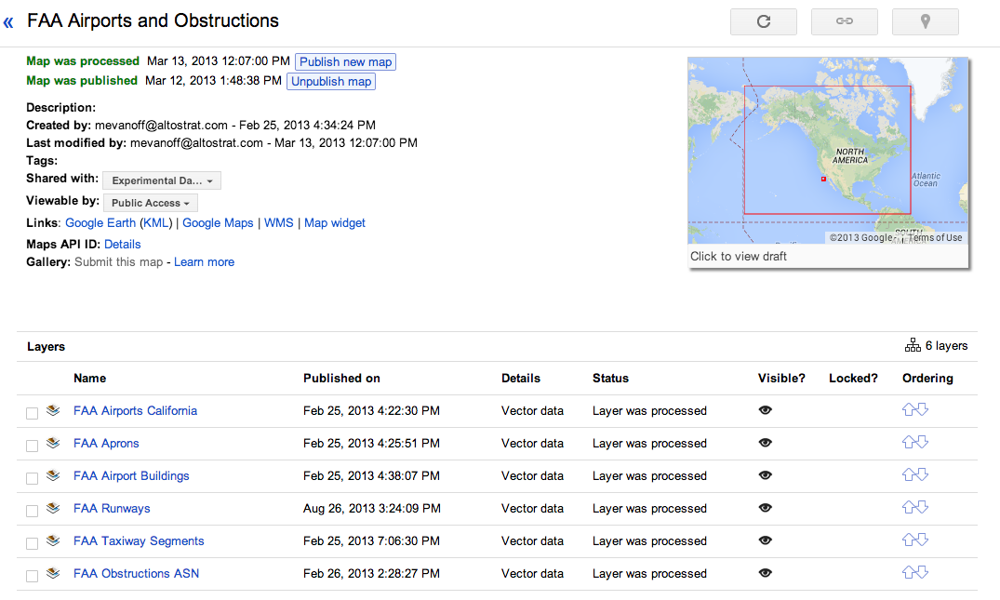 « FAA Airports and Obstructions
Map was processed Mar 13, 2013 12:07:00 PM Publish new map
Map was published Mar 12, 2013 1:48:38 PM Unpublish map
Description:
Created by: mevanoff@altostrat.com - Feb 25, 2013 4:34:24 PM
Last modified by: mevanoff@altostrat.com - Mar 13, 2013 12:07:00 PM
Tags:
Shared with: Experimental Da...
Viewable by: Public Access
Links: Google Earth (KML) | Google Maps | WMS | Map widget
Maps API ID: Details
Gallery: Submit this map - Learn more
NORTH
AMERICA
Atlantic
Ocean
SOUTH
AMERICA
©2013 Google - Terms of Use
Click to view draft
Layers 6 layers
Name Published on Details Status Visible? Locked? Ordering
FAA Airports California Feb 25, 2013 4:22:30 PM Vector data Layer was processed
FAA Aprons Feb 25, 2013 4:25:51 PM Vector data Layer was processed
FAA Airport Buildings Feb 25, 2013 4:38:07 PM Vector data Layer was processed
FAA Runways Aug 26, 2013 3:24:09 PM Vector data Layer was processed
FAA Taxiway Segments Feb 25, 2013 7:06:30 PM Vector data Layer was processed
FAA Obstructions ASN Feb 26, 2013 2:28:27 PM Vector data Layer was processed